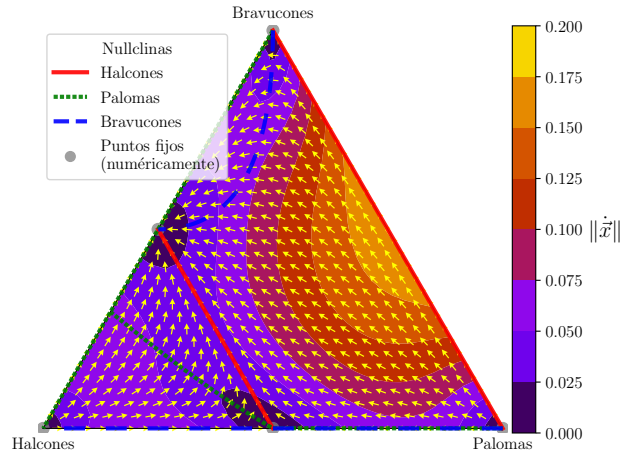 Bravucones
Nullclinas
Halcones
Palomas
Bravucones
Puntos fijos
(numéricamente)
Halcones
Palomas
0.200
0.175
0.150
0.125
0.100
0.075
0.050
0.025
0.000
‖ẋ⃗‖